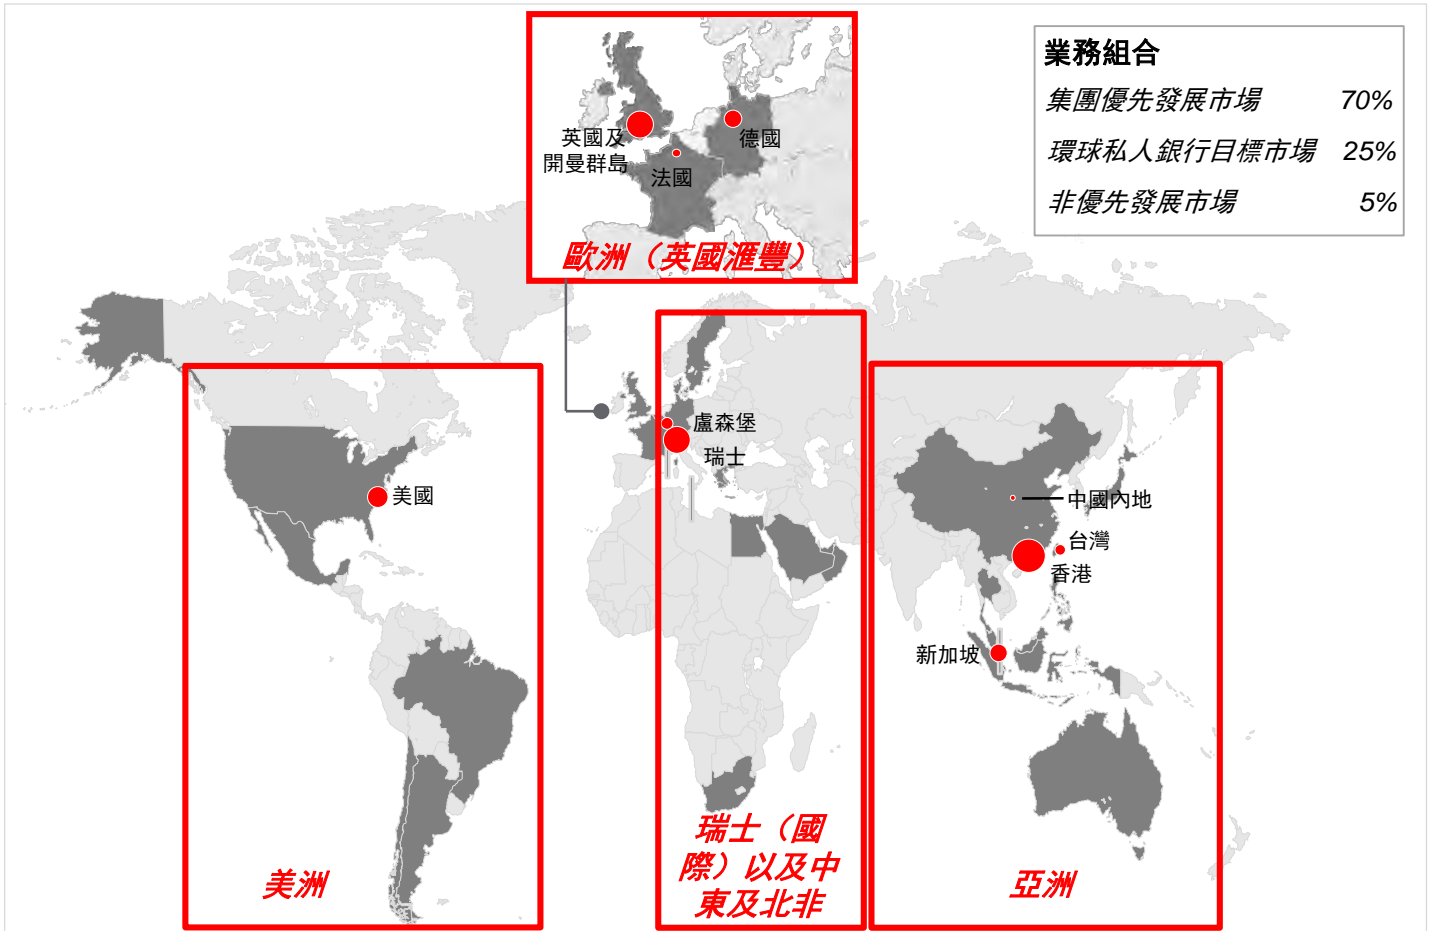 業務組合
集團優先發展市場 70%
環球私人銀行目標市場 25%
非優先發展市場 5%
英國及
開曼群島
德國
法國
歐洲（英國滙豐）
盧森堡
瑞士
美國
中國內地
台灣
香港
新加坡
美洲
瑞士（國
際）以及中
東及北非
亞洲